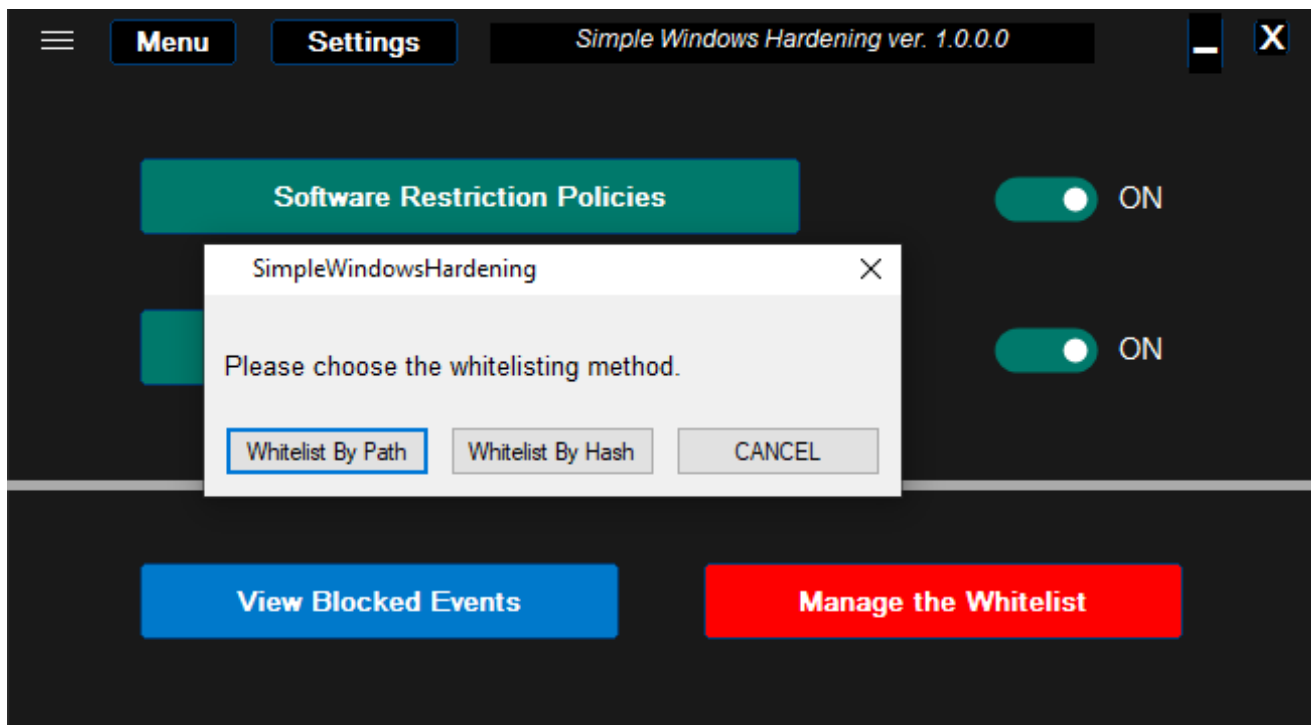 Menu Settings Simple Windows Hardening ver. 1.0.0.0 X
Software Restriction Policies ON
SimpleWindowsHardening
ON
Please choose the whitelisting method.
Whitelist By Path Whitelist By Hash CANCEL
View Blocked Events Manage the Whitelist